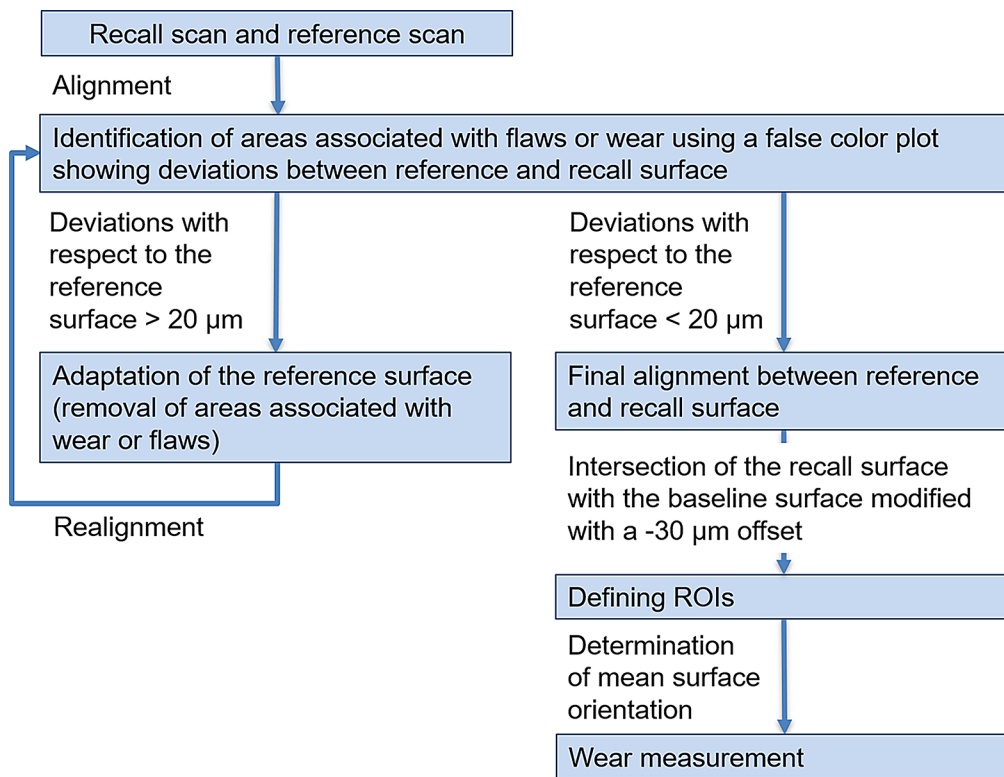 Recall scan and reference scan
Alignment
Identification of areas associated with flaws or wear using a false color plot
showing deviations between reference and recall surface
Deviations with
respect to the
reference
surface > 20 µm
Deviations with
respect to the
reference
surface < 20 µm
Adaptation of the reference surface
(removal of areas associated with
wear or flaws)
Realignment
Final alignment between reference
and recall surface
Intersection of the recall surface
with the baseline surface modified
with a -30 µm offset
Defining ROIs
Determination
of mean surface
orientation
Wear measurement